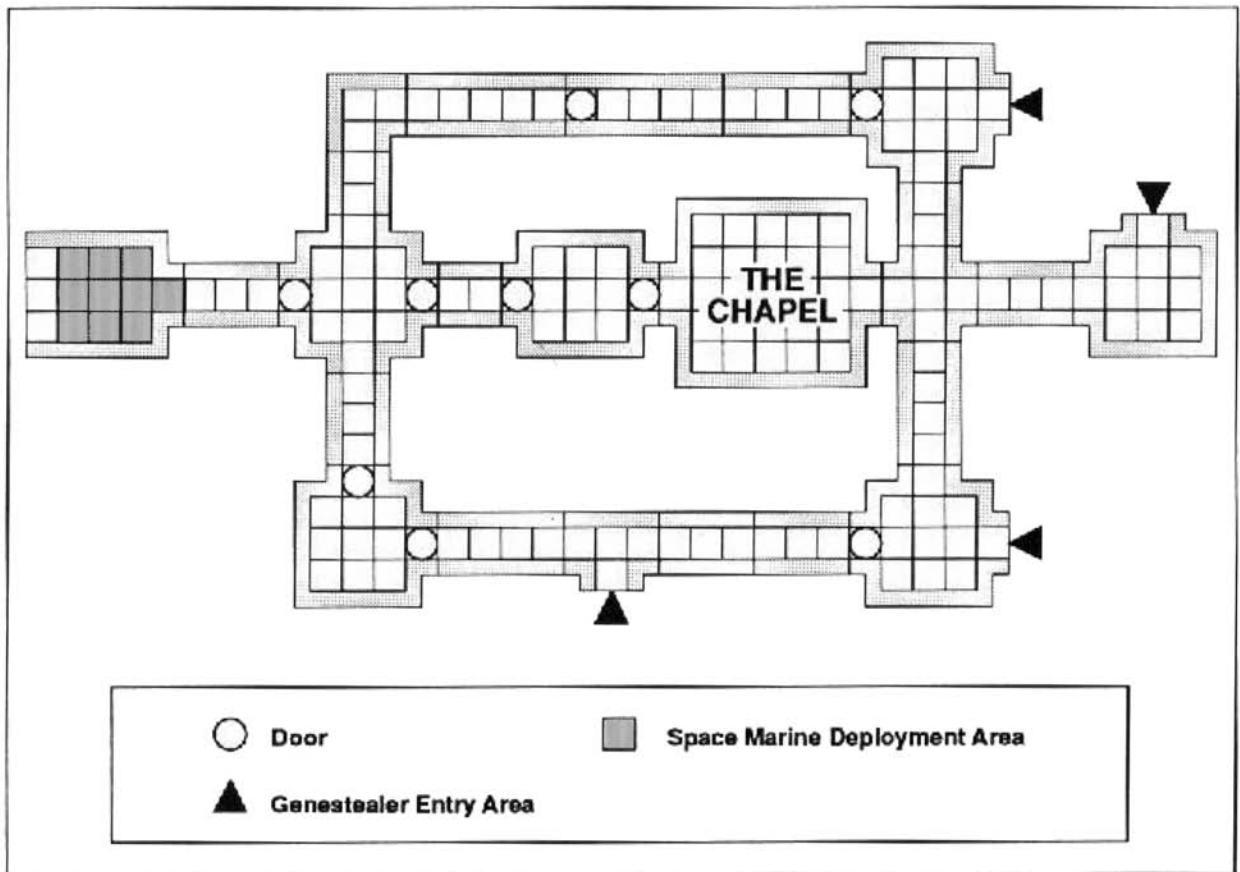 THE
CHAPEL
Door
Space Marine Deployment Area
Genestealer Entry Area